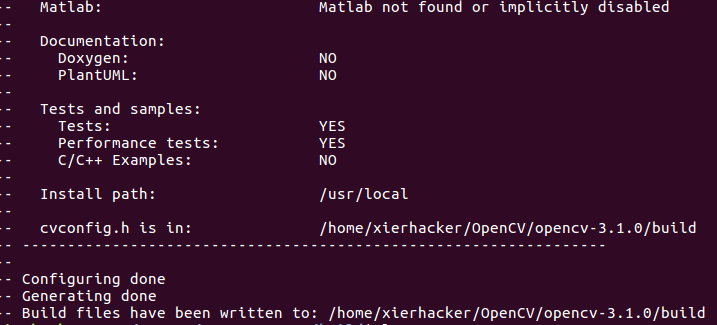 --   Matlab:                        Matlab not found or implicitly disabled
--
--   Documentation:
--     Doxygen:                     NO
--     PlantUML:                    NO
--
--   Tests and samples:
--     Tests:                       YES
--     Performance tests:           YES
--     C/C++ Examples:              NO
--
--   Install path:                  /usr/local
--
--   cvconfig.h is in:              /home/xierhacker/OpenCV/opencv-3.1.0/build
-- -----------------------------------------------------------------
--
-- Configuring done
-- Generating done
-- Build files have been written to: /home/xierhacker/OpenCV/opencv-3.1.0/build